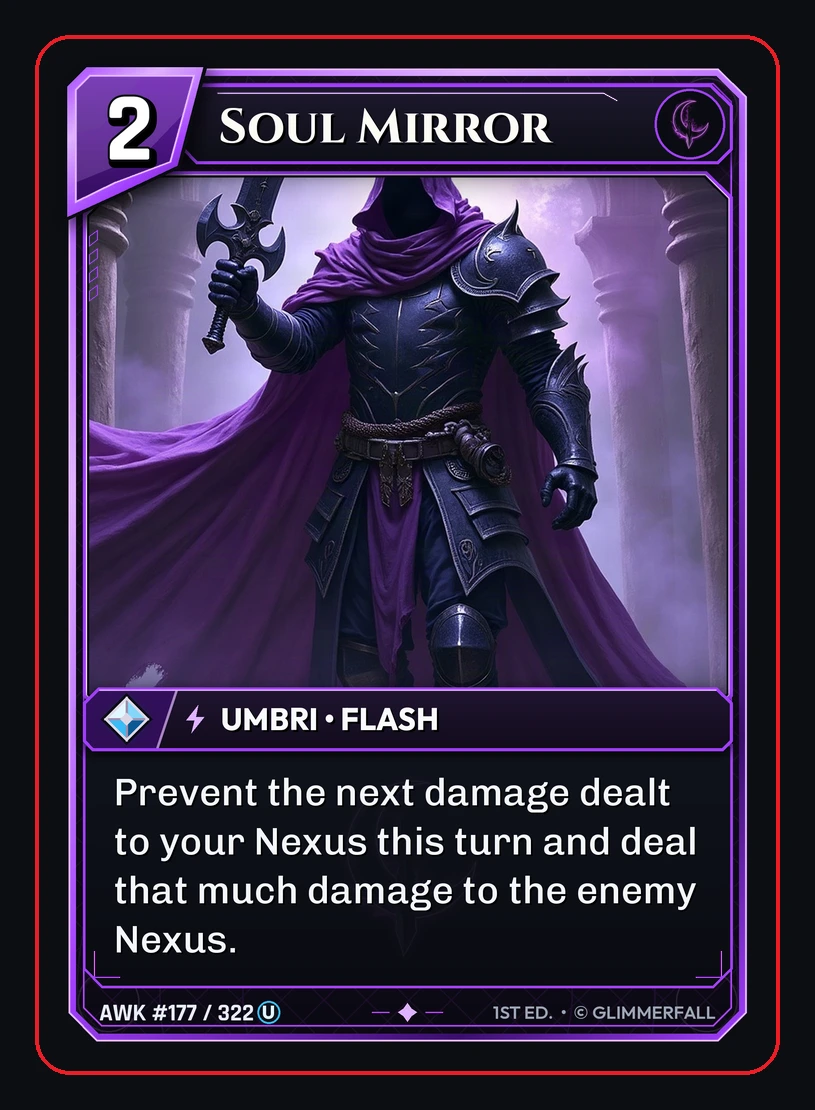 2
Soul Mirror
UMBRI • FLASH
Prevent the next damage dealt
to your Nexus this turn and deal
that much damage to the enemy
Nexus.
AWK #177 / 322 U
1ST ED. • © GLIMMERFALL